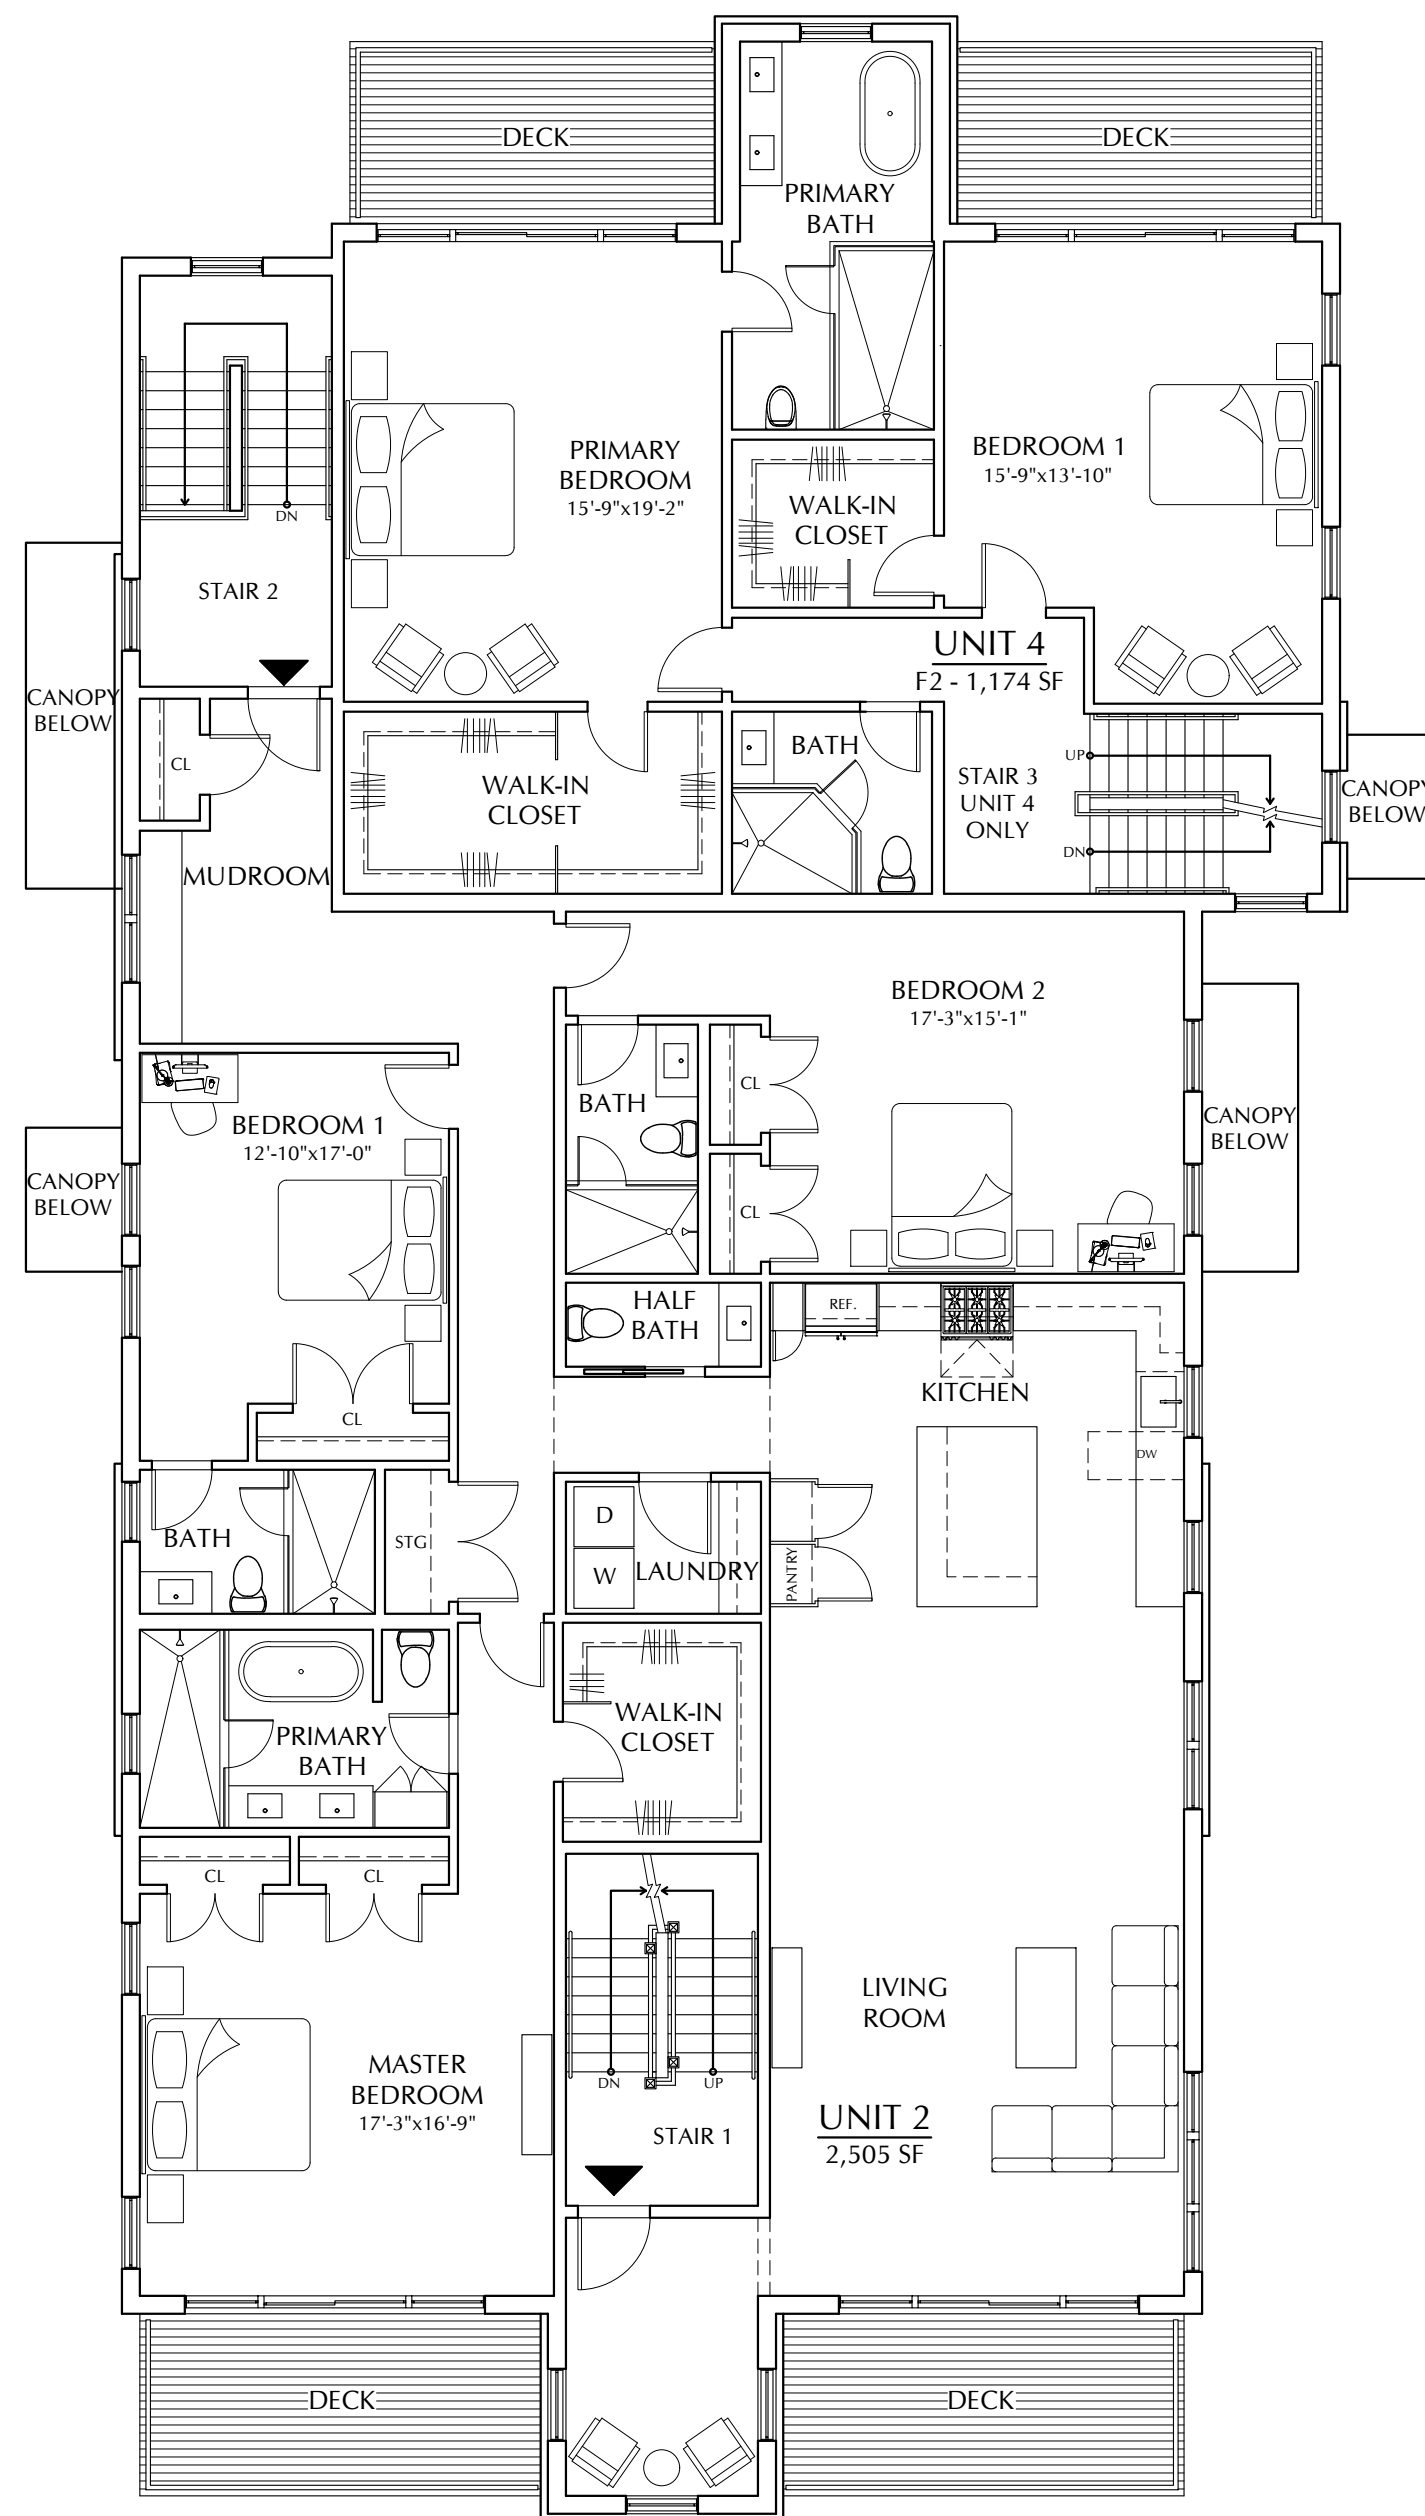 DECK
DECK
PRIMARY
BATH
PRIMARY
BEDROOM
15'-9"x19'-2"
BEDROOM 1
15'-9"x13'-10"
WALK-IN
CLOSET
DN
STAIR 2
UNIT 4
F2 - 1,174 SF
CANOPY
BELOW
CL
WALK-IN
CLOSET
BATH
STAIR 3
UNIT 4
ONLY
UP
DN
CANOPY
BELOW
MUDROOM
BEDROOM 2
17'-3"x15'-1"
BEDROOM 1
12'-10"x17'-0"
BATH
CL
CL
CANOPY
BELOW
CANOPY
BELOW
HALF
BATH
REF.
KITCHEN
CL
DW
BATH
STG
D
W
LAUNDRY
PANTRY
PRIMARY
BATH
WALK-IN
CLOSET
CL
CL
MASTER
BEDROOM
17'-3"x16'-9"
DN
UP
STAIR 1
LIVING
ROOM
UNIT 2
2,505 SF
DECK
DECK